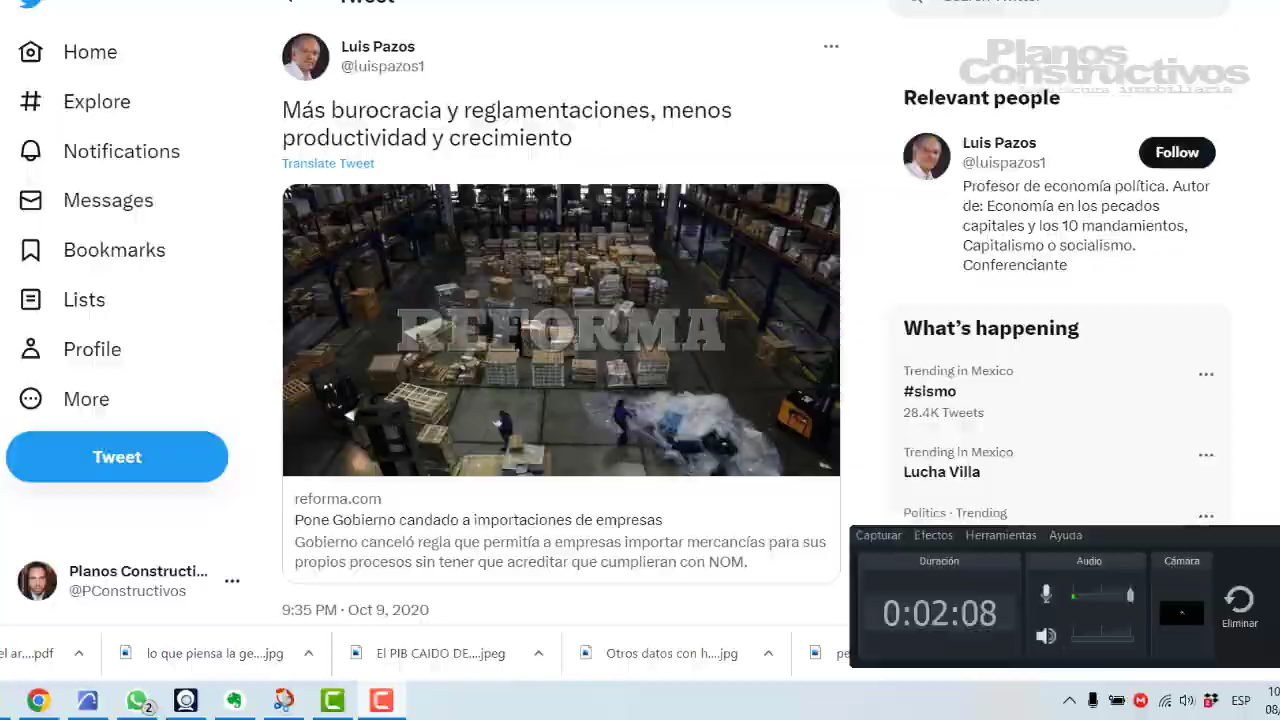 Tweet
Home
Explore
Notifications
Messages
Bookmarks
Lists
Profile
More
Tweet
Planos Constructi...
@PConstructivos
Luis Pazos
@luispazos1
Más burocracia y reglamentaciones, menos
productividad y crecimiento
Translate Tweet
REFORMA
reforma.com
Pone Gobierno candado a importaciones de empresas
Gobierno canceló regla que permitía a empresas importar mercancías para sus
propios procesos sin tener que acreditar que cumplieran con NOM.
9:35 PM · Oct 9, 2020
Planos
Constructivos
inmobiliaria
Relevant people
Luis Pazos
@luispazos1
Follow
Profesor de economía política. Autor
de: Economía en los pecados
capitales y los 10 mandamientos,
Capitalismo o socialismo.
Conferenciante
What's happening
Trending in Mexico
#sismo
28.4K Tweets
Trending in Mexico
Lucha Villa
Politics · Trending
Capturar Efectos Herramientas Ayuda
Duración Audio Cámara
0:02:08
Eliminar
el ar....pdf
lo que piensa la ge....jpg
El PIB CAIDO DE....jpeg
Otros datos con h....jpg
pe
2
ESP
10
08/